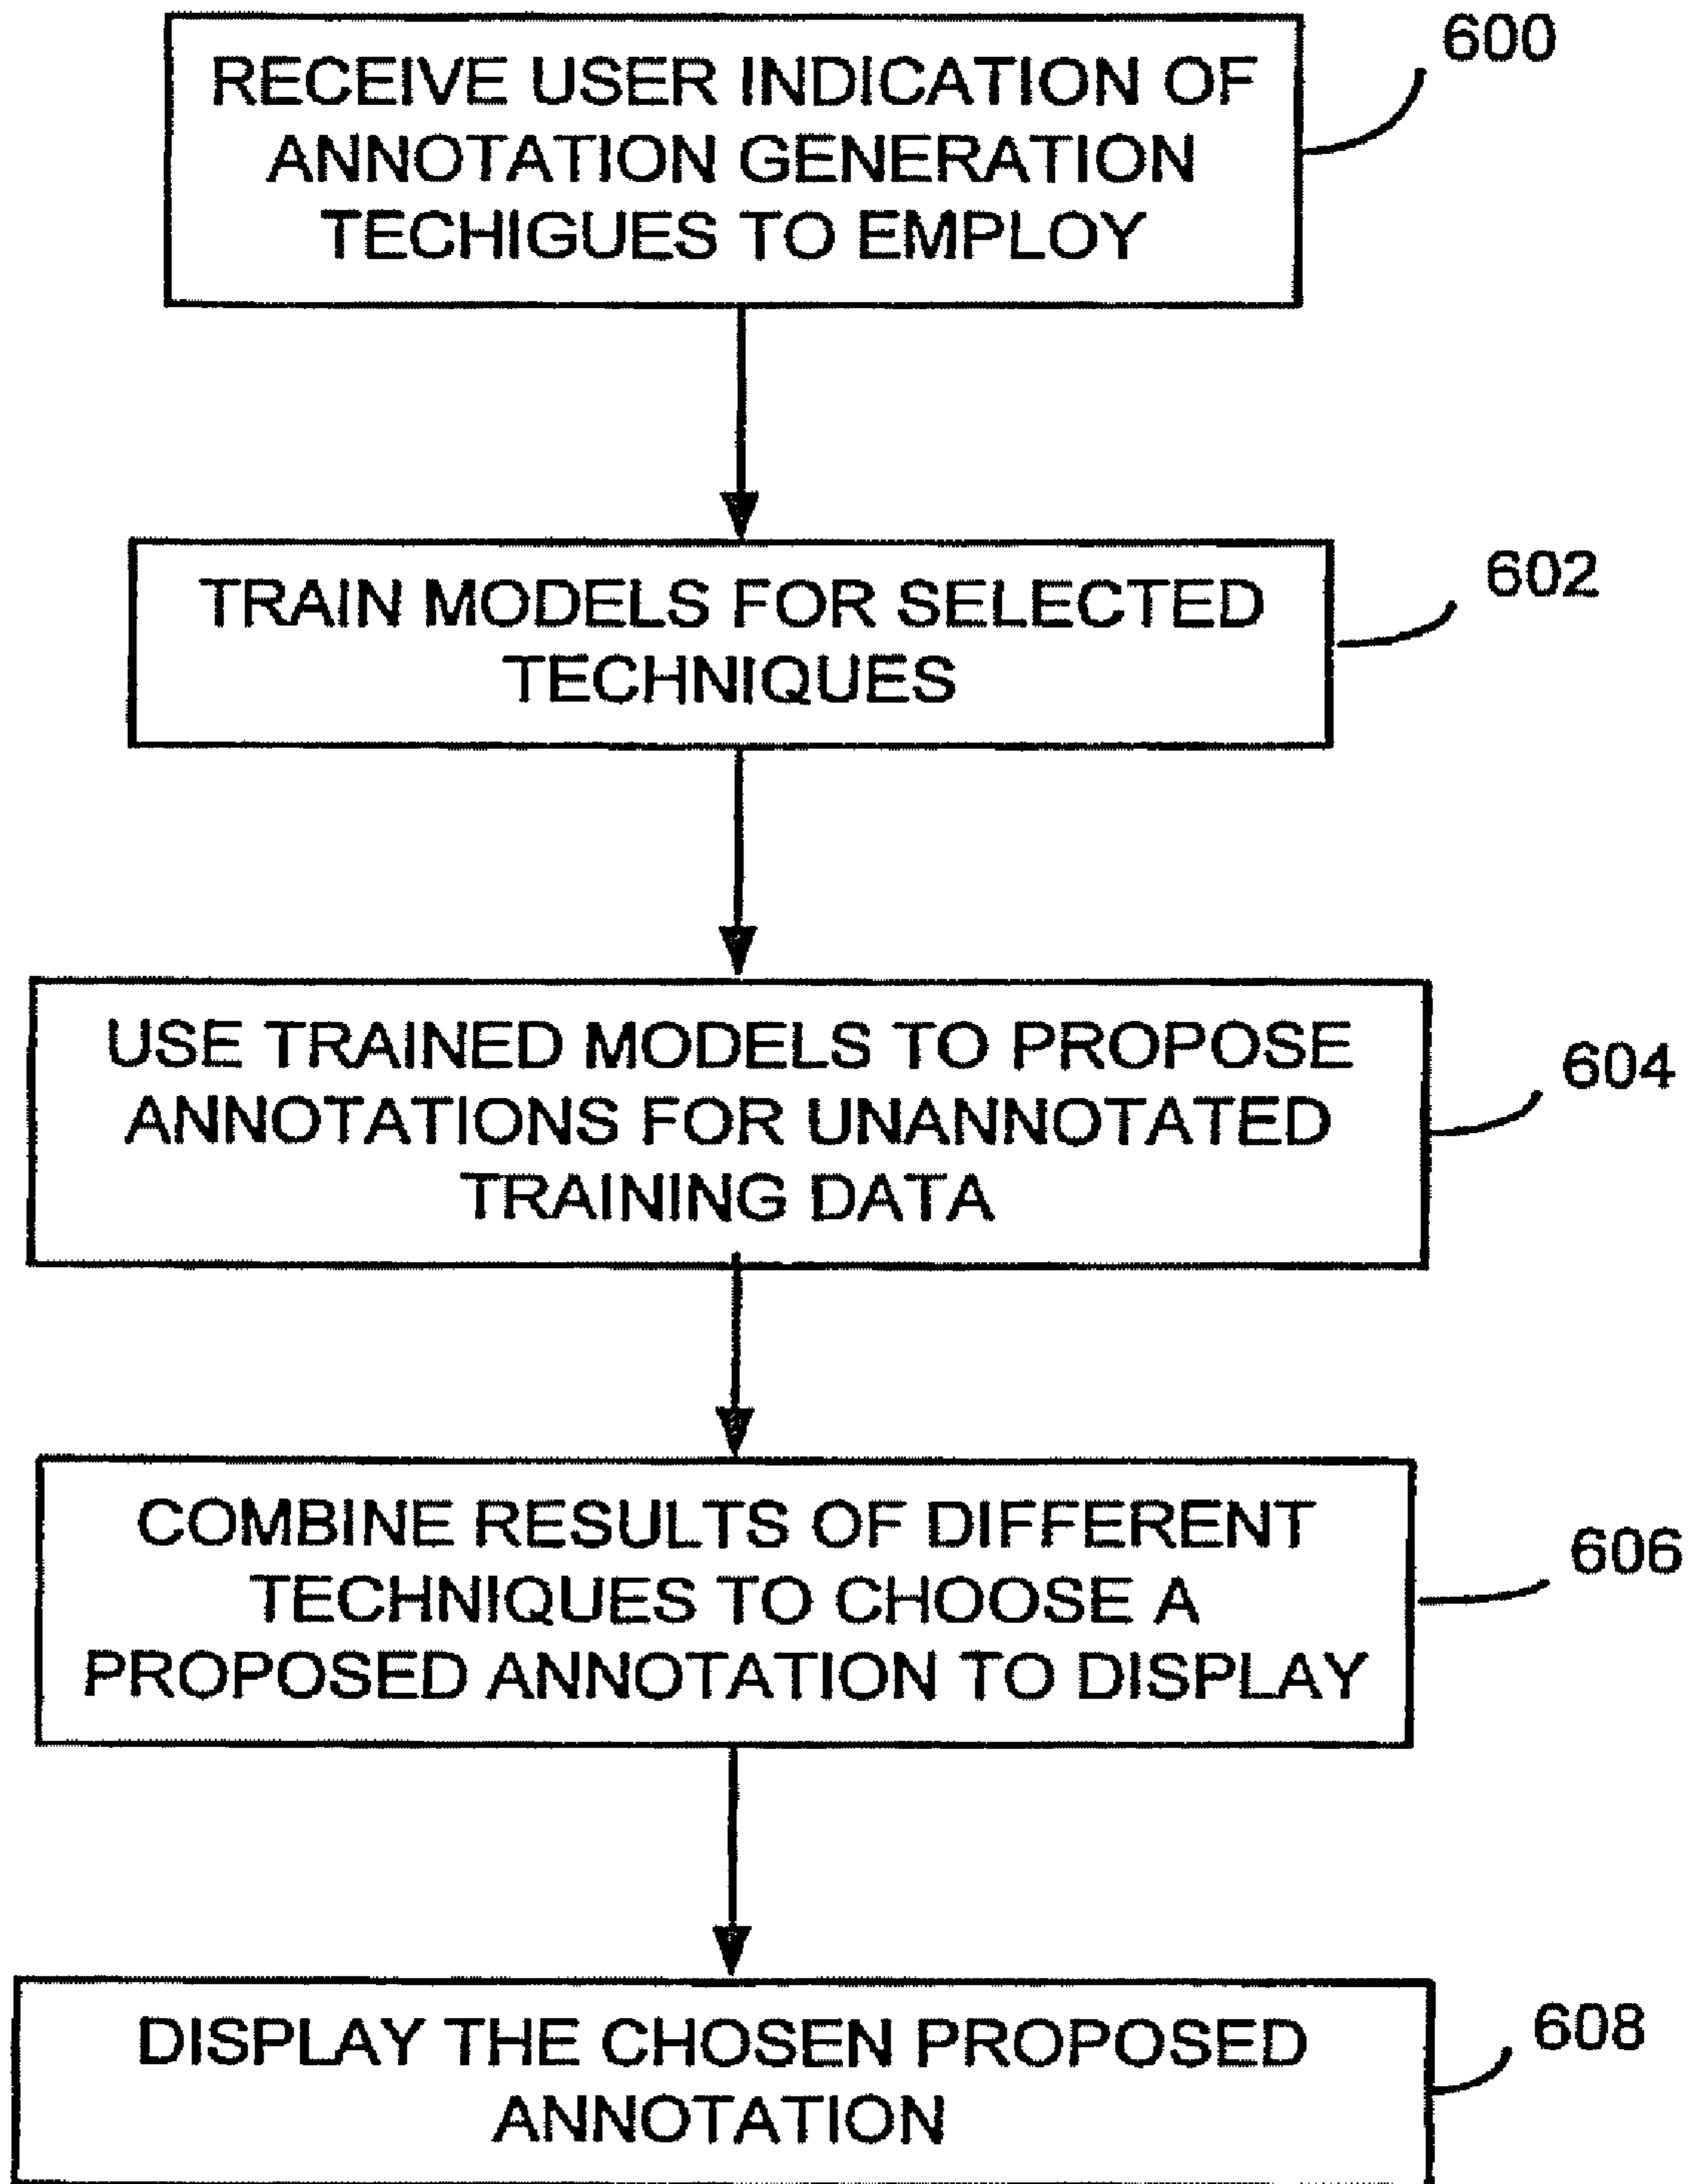 600
RECEIVE USER INDICATION OF
ANNOTATION GENERATION
TECHIGUES TO EMPLOY
602
TRAIN MODELS FOR SELECTED
TECHNIQUES
604
USE TRAINED MODELS TO PROPOSE
ANNOTATIONS FOR UNANNOTATED
TRAINING DATA
606
COMBINE RESULTS OF DIFFERENT
TECHNIQUES TO CHOOSE A
PROPOSED ANNOTATION TO DISPLAY
608
DISPLAY THE CHOSEN PROPOSED
ANNOTATION